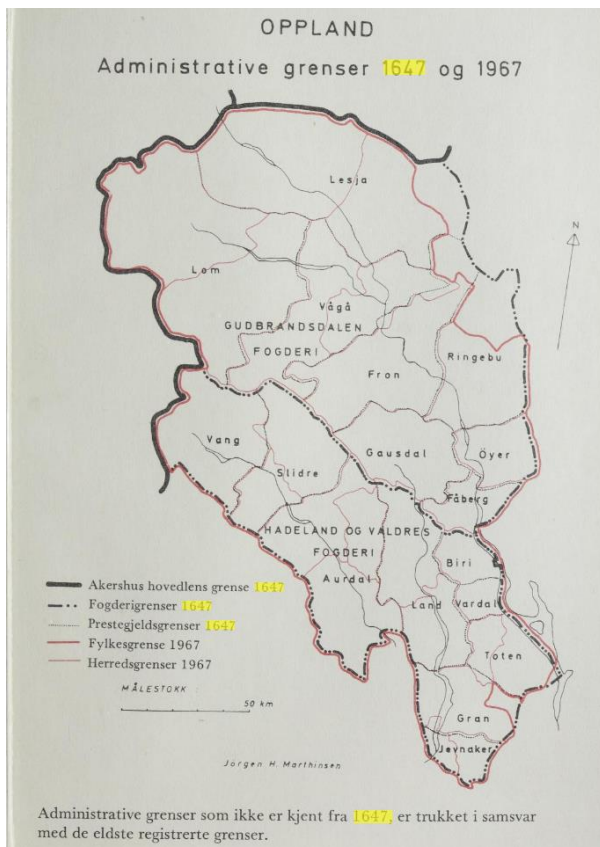 OPPLAND
Administrative grenser 1647 og 1967
N
Lesja
Lom
Vågå
GUDBRANDSDALEN
FOGDERI
Ringebu
Fron
Vang
Gausdal
Öyer
Slidre
Fåberg
HADELAND OG VALDRES
FOGDERI
Biri
Aurdal
Land
Vardal
Toten
Gran
Jevnaker
Akershus hovedlens grense 1647
Fogderigrenser 1647
Prestegjeldsgrenser 1647
Fylkesgrense 1967
Herredsgrenser 1967
MÅLESTOKK
50 km
Jörgen H. Marthinsen
Administrative grenser som ikke er kjent fra 1647, er trukket i samsvar
med de eldste registrerte grenser.